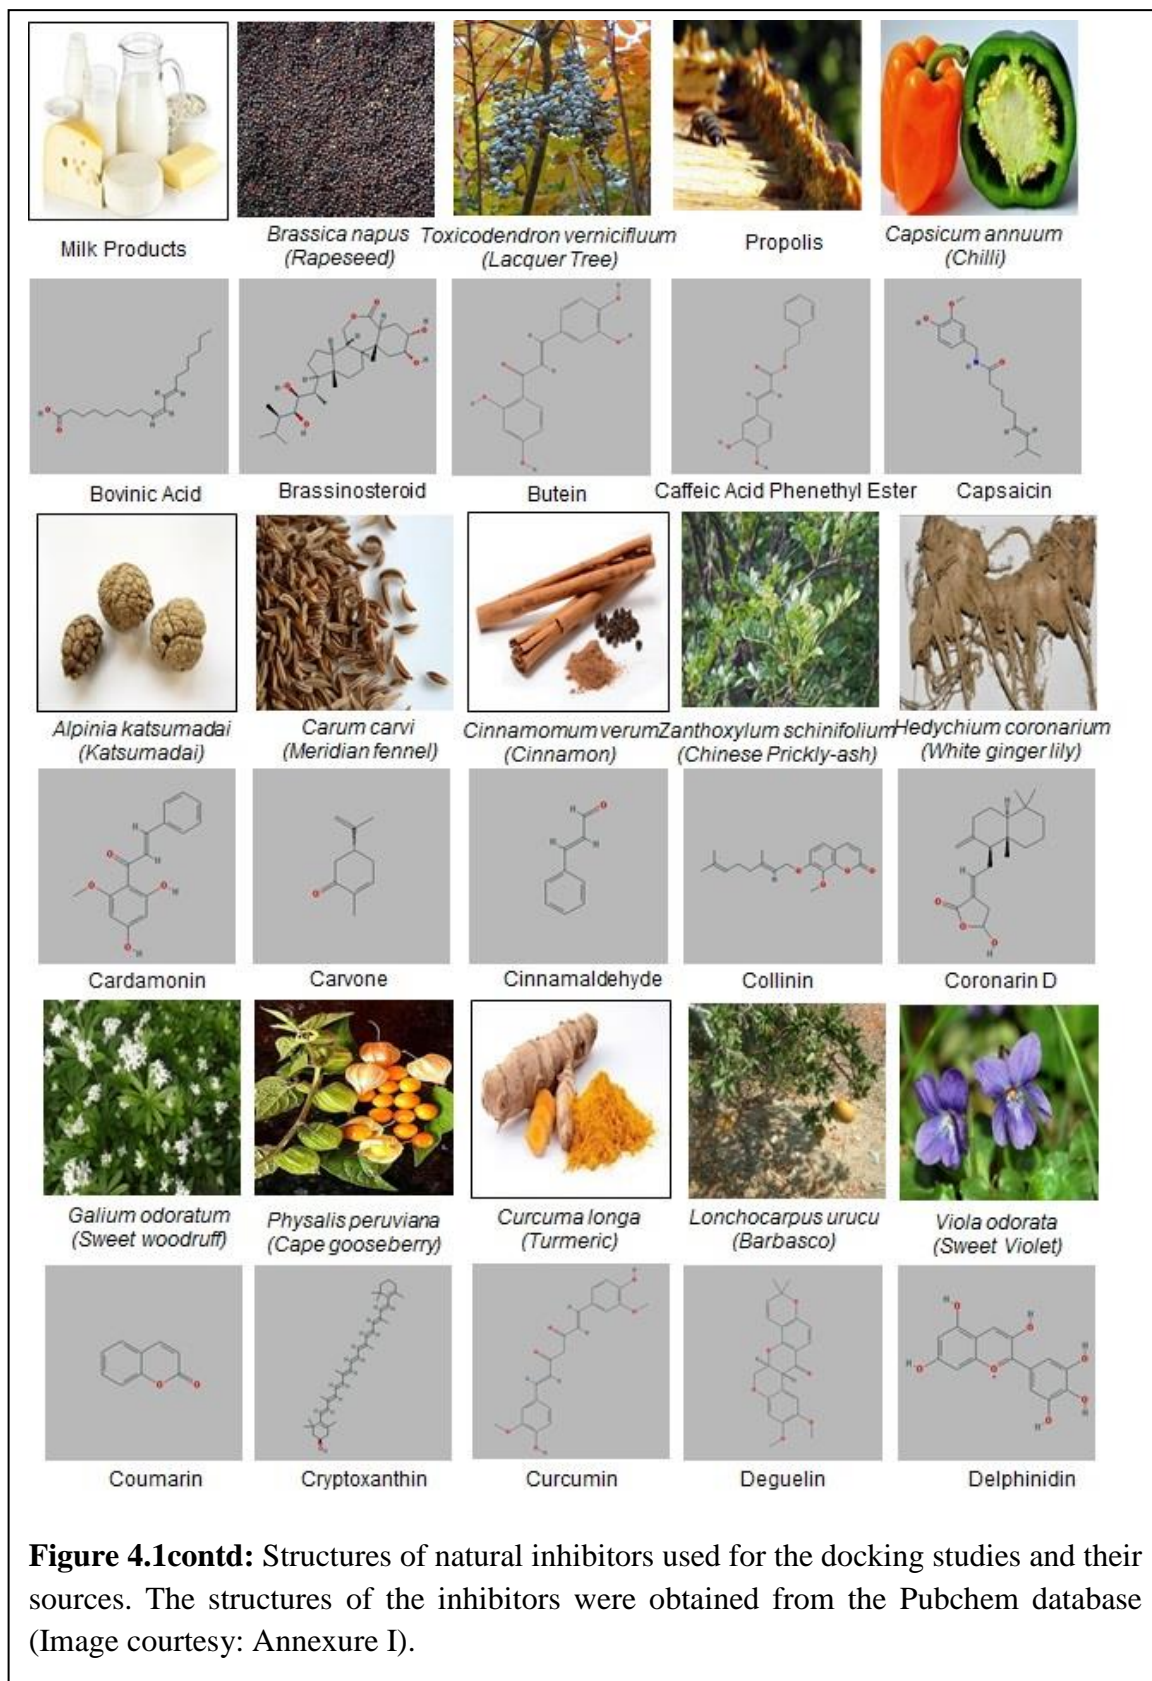 Milk Products
Brassica napus
(Rapeseed)
Toxicodendron vernicifluum
(Lacquer Tree)
Propolis
Capsicum annuum
(Chilli)
Bovinic Acid
Brassinosteroid
Butein
Caffeic Acid Phenethyl Ester
Capsaicin
Alpinia katsumadai
(Katsumadai)
Carum carvi
(Meridian fennel)
Cinnamomum verum
(Cinnamon)
Zanthoxylum schinifolium
(Chinese Prickly-ash)
Hedychium coronarium
(White ginger lily)
Cardamonin
Carvone
Cinnamaldehyde
Collinin
Coronarin D
Galium odoratum
(Sweet woodruff)
Physalis peruviana
(Cape gooseberry)
Curcuma longa
(Turmeric)
Lonchocarpus urucu
(Barbasco)
Viola odorata
(Sweet Violet)
Coumarin
Cryptoxanthin
Curcumin
Deguelin
Delphinidin
Figure 4.1contd: Structures of natural inhibitors used for the docking studies and their
sources. The structures of the inhibitors were obtained from the Pubchem database
(Image courtesy: Annexure I).